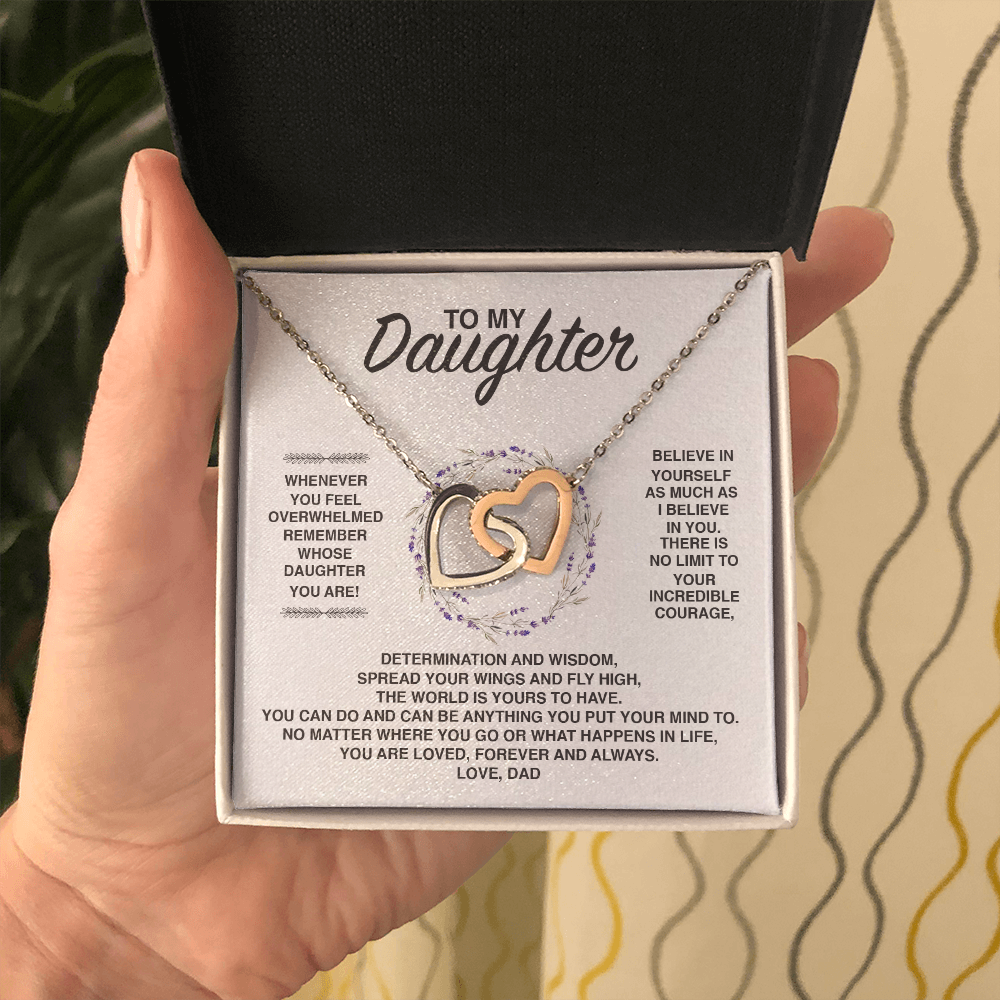 TO MY
Daughter
WHENEVER
YOU FEEL
OVERWHELMED
REMEMBER
WHOSE
DAUGHTER
YOU ARE!
BELIEVE IN
YOURSELF
AS MUCH AS
I BELIEVE
IN YOU.
THERE IS
NO LIMIT TO
YOUR
INCREDIBLE
COURAGE,
DETERMINATION AND WISDOM,
SPREAD YOUR WINGS AND FLY HIGH,
THE WORLD IS YOURS TO HAVE.
YOU CAN DO AND CAN BE ANYTHING YOU PUT YOUR MIND TO.
NO MATTER WHERE YOU GO OR WHAT HAPPENS IN LIFE,
YOU ARE LOVED, FOREVER AND ALWAYS.
LOVE, DAD